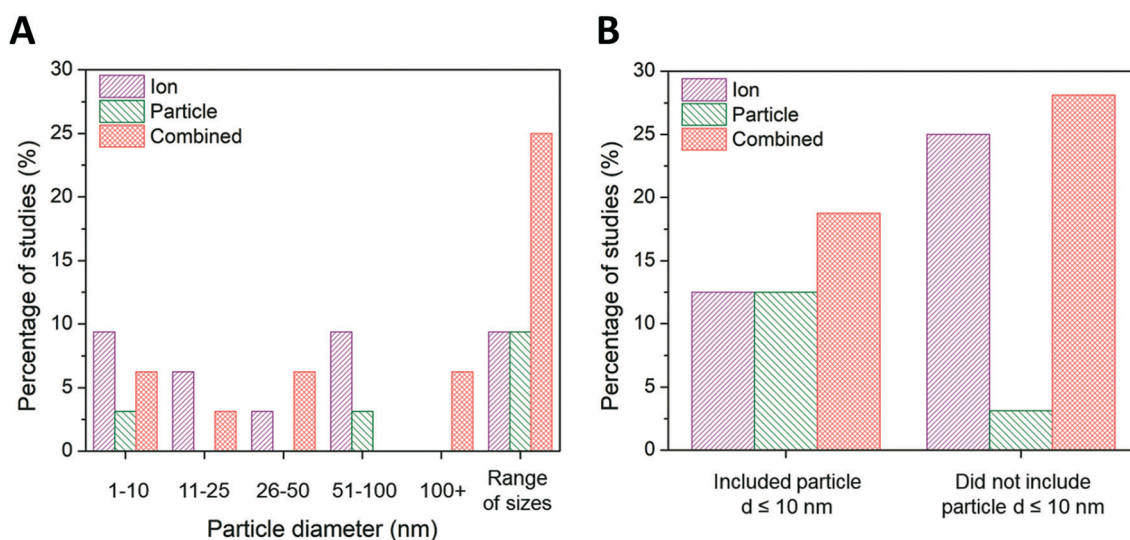 A
30
25
20
15
10
5
0
Percentage of studies (%)
Ion
Particle
Combined
1-10
11-25
26-50
51-100
100+
Range
of sizes
Particle diameter (nm)
B
30
25
20
15
10
5
0
Percentage of studies (%)
Ion
Particle
Combined
Included particle
d ≤ 10 nm
Did not include
particle d ≤ 10 nm